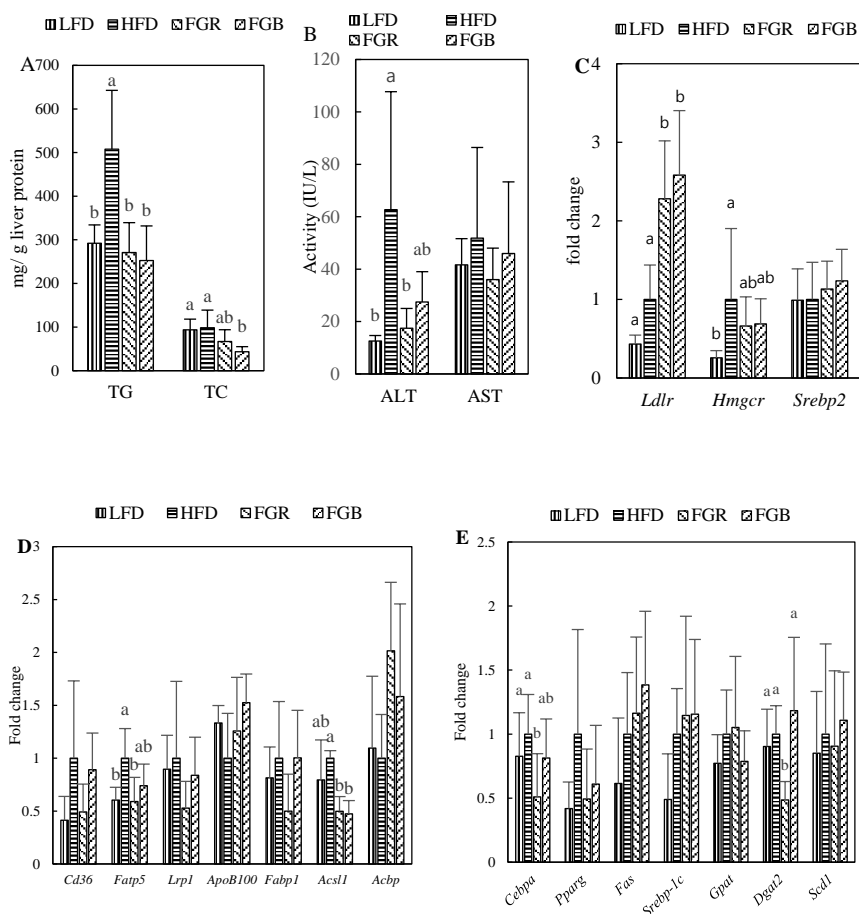 LFD HFD FGR FGB
A
700
600
500
400
300
200
100
0
mg/ g liver protein
b a b b
a a ab b
TG TC
LFD HFD
FGR FGB
B
120
100
80
60
40
20
0
Activity (IU/L)
b a b ab
ALT AST
LFD HFD FGR FGB
C
4
3
2
1
0
fold change
a a b b
b a ab ab
Ldlr Hmgcr Srebp2
LFD HFD FGR FGB
D
3
2.5
2
1.5
1
0.5
0
Fold change
b a b ab
ab a b b
Cd36 Fatp5 Lrp1 ApoB100 Fabp1 Acsl1 Acbp
LFD HFD FGR FGB
E
2.5
2
1.5
1
0.5
0
Fold change
a a b ab
a a b a
Cebpa Pparg Fas Srebp-1c Gpat Dgat2 Scd1